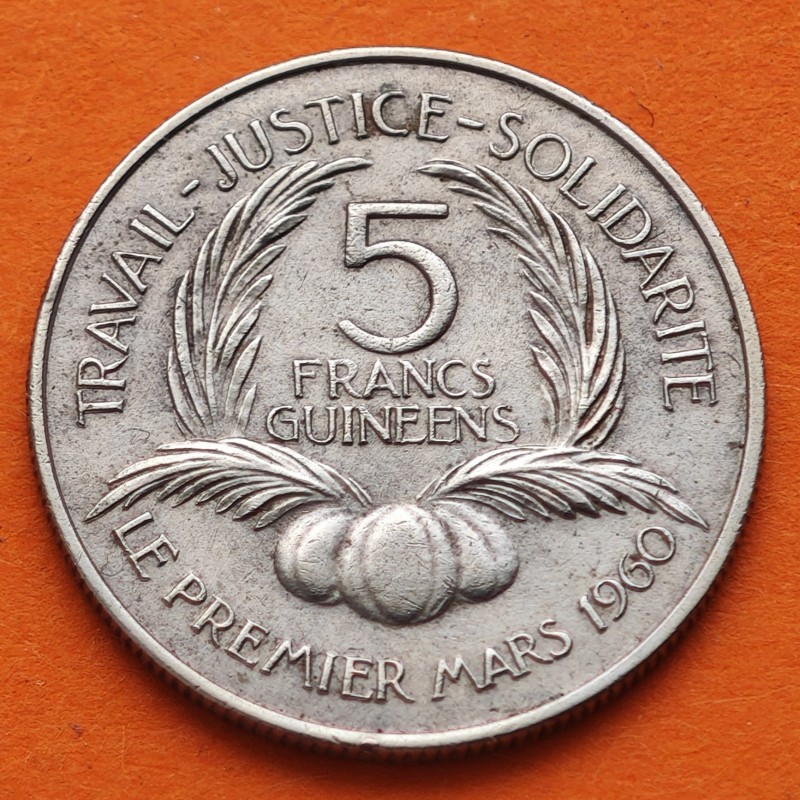 TRAVAIL-JUSTICE-SOLIDARITE
5
FRANCS
GUINEENS
LE PREMIER MARS 1960